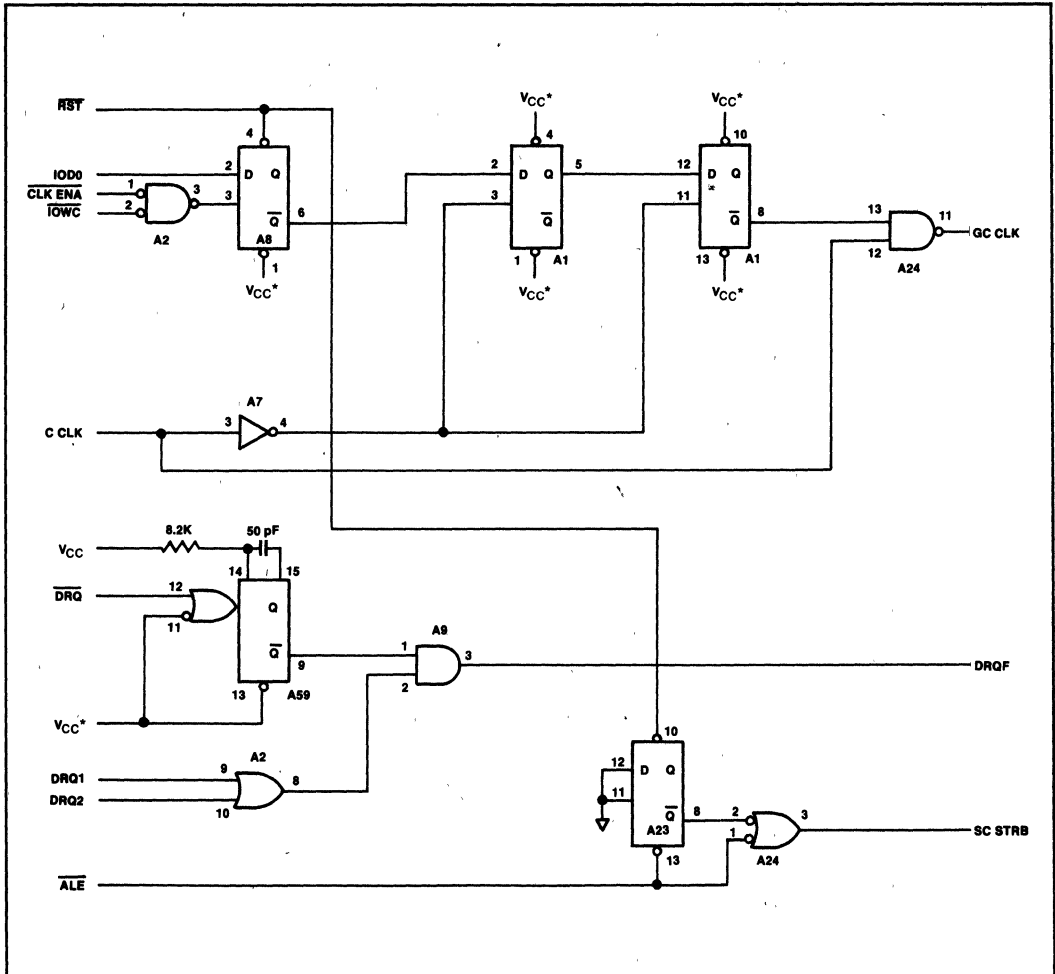 RST
4
IOD0
2
D Q
CLK ENA
1
3
3
IOWC
2
Q
6
A2
A8
1
VCC*
VCC*
4
2
D Q
5
3
Q
1
A1
VCC*
VCC*
10
12
D Q
11
Q
8
13
A1
VCC*
13
11
GC CLK
12
A24
A7
C CLK
3
4
8.2K
50 pF
VCC
14
15
DRQ
12
Q
11
Q
9
13
A59
VCC*
A9
1
3
2
DRQF
A2
DRQ1
9
8
DRQ2
10
10
12
D Q
11
Q
8
A23
13
2
3
1
SC STRB
A24
ALE